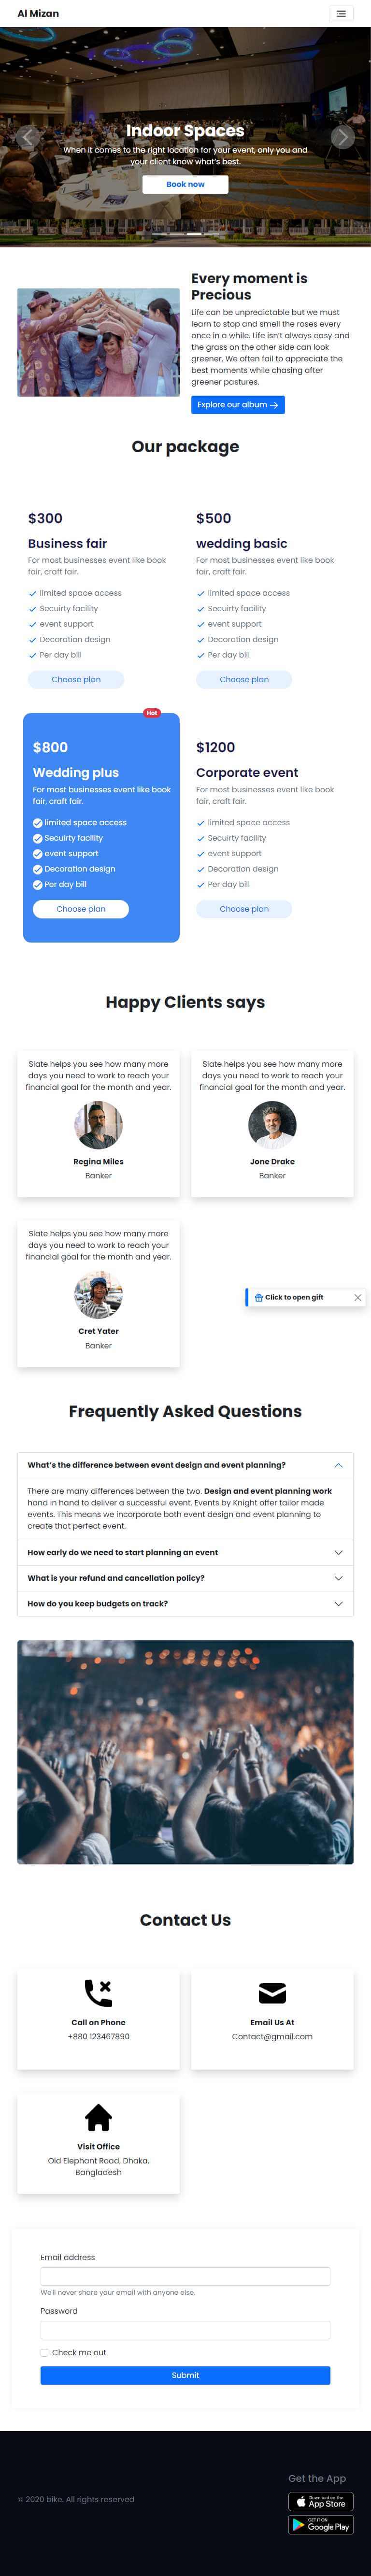 Al Mizan
Indoor Spaces
When it comes to the right location for your event, only you and
your client know what's best.
Book now
Every moment is
Precious
Life can be unpredictable but we must
learn to stop and smell the roses every
once in a while. Life isn't always easy and
the grass on the other side can look
greener. We often fail to appreciate the
best moments while chasing after
greener pastures.
Explore our album
Our package
$300
Business fair
For most businesses event like book
fair, craft fair.
limited space access
Secuirty facility
event support
Decoration design
Per day bill
Choose plan
$500
wedding basic
For most businesses event like book
fair, craft fair.
limited space access
Secuirty facility
event support
Decoration design
Per day bill
Choose plan
Hot
$800
Wedding plus
For most businesses event like book
fair, craft fair.
limited space access
Secuirty facility
event support
Decoration design
Per day bill
Choose plan
$1200
Corporate event
For most businesses event like book
fair, craft fair.
limited space access
Secuirty facility
event support
Decoration design
Per day bill
Choose plan
Happy Clients says
Slate helps you see how many more
days you need to work to reach your
financial goal for the month and year.
Regina Miles
Banker
Slate helps you see how many more
days you need to work to reach your
financial goal for the month and year.
Jone Drake
Banker
Slate helps you see how many more
days you need to work to reach your
financial goal for the month and year.
Cret Yater
Banker
Click to open gift
Frequently Asked Questions
What's the difference between event design and event planning?
There are many differences between the two. Design and event planning work
hand in hand to deliver a successful event. Events by Knight offer tailor made
events. This means we incorporate both event design and event planning to
create that perfect event.
How early do we need to start planning an event
What is your refund and cancellation policy?
How do you keep budgets on track?
Contact Us
Call on Phone
+880 123467890
Email Us At
Contact@gmail.com
Visit Office
Old Elephant Road, Dhaka,
Bangladesh
Email address
We'll never share your email with anyone else.
Password
Check me out
Submit
© 2020 bike. All rights reserved
Get the App
Download on the
App Store
GET IT ON
Google Play